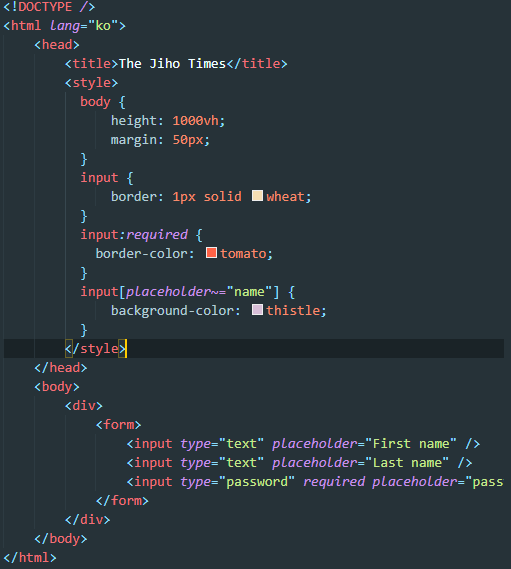 <!DOCTYPE />
<html lang="ko">
<head>
<title>The Jiho Times</title>
<style>
body {
height: 1000vh;
margin: 50px;
}
input {
border: 1px solid wheat;
}
input:required {
border-color: tomato;
}
input[placeholder~="name"] {
background-color: thistle;
}
</style>
</head>
<body>
<div>
<form>
<input type="text" placeholder="First name" />
<input type="text" placeholder="Last name" />
<input type="password" required placeholder="pass
</form>
</div>
</body>
</html>